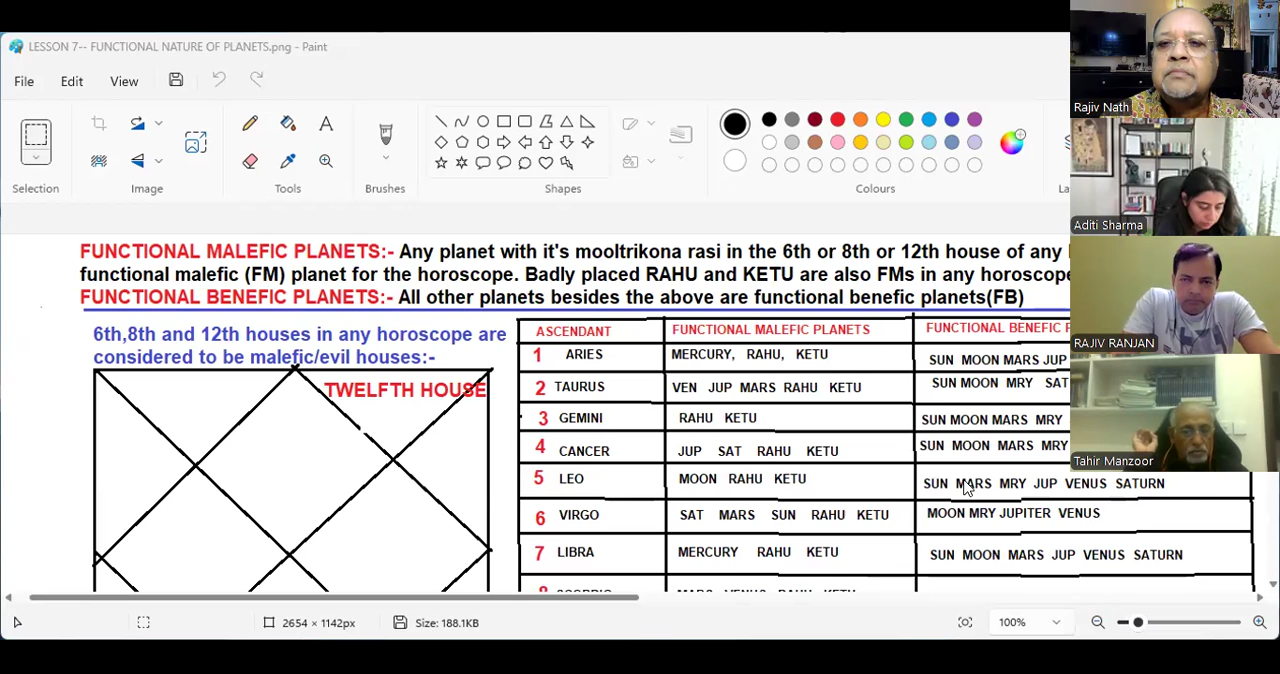 LESSON 7-- FUNCTIONAL NATURE OF PLANETS.png - Paint
File Edit View
Selection Image Tools Brushes Shapes Colours
FUNCTIONAL MALEFIC PLANETS:- Any planet with it's mooltrikona rasi in the 6th or 8th or 12th house of any
functional malefic (FM) planet for the horoscope. Badly placed RAHU and KETU are also FMs in any horoscope
FUNCTIONAL BENEFIC PLANETS:- All other planets besides the above are functional benefic planets(FB)
6th,8th and 12th houses in any horoscope are
considered to be malefic/evil houses:-
TWELFTH HOUSE
ASCENDANT FUNCTIONAL MALEFIC PLANETS FUNCTIONAL BENEFIC
1 ARIES MERCURY, RAHU, KETU SUN MOON MARS JUP
2 TAURUS VEN JUP MARS RAHU KETU SUN MOON MRY SAT
3 GEMINI RAHU KETU SUN MOON MARS MRY
4 CANCER JUP SAT RAHU KETU SUN MOON MARS MRY
5 LEO MOON RAHU KETU SUN MARS MRY JUP VENUS SATURN
6 VIRGO SAT MARS SUN RAHU KETU MOON MRY JUPITER VENUS
7 LIBRA MERCURY RAHU KETU SUN MOON MARS JUP VENUS SATURN
8 SCORPIO MARS VENUS RAHU KETU
2654 × 1142px Size: 188.1KB 100%
Rajiv Nath
Aditi Sharma
RAJIV RANJAN
Tahir Manzoor